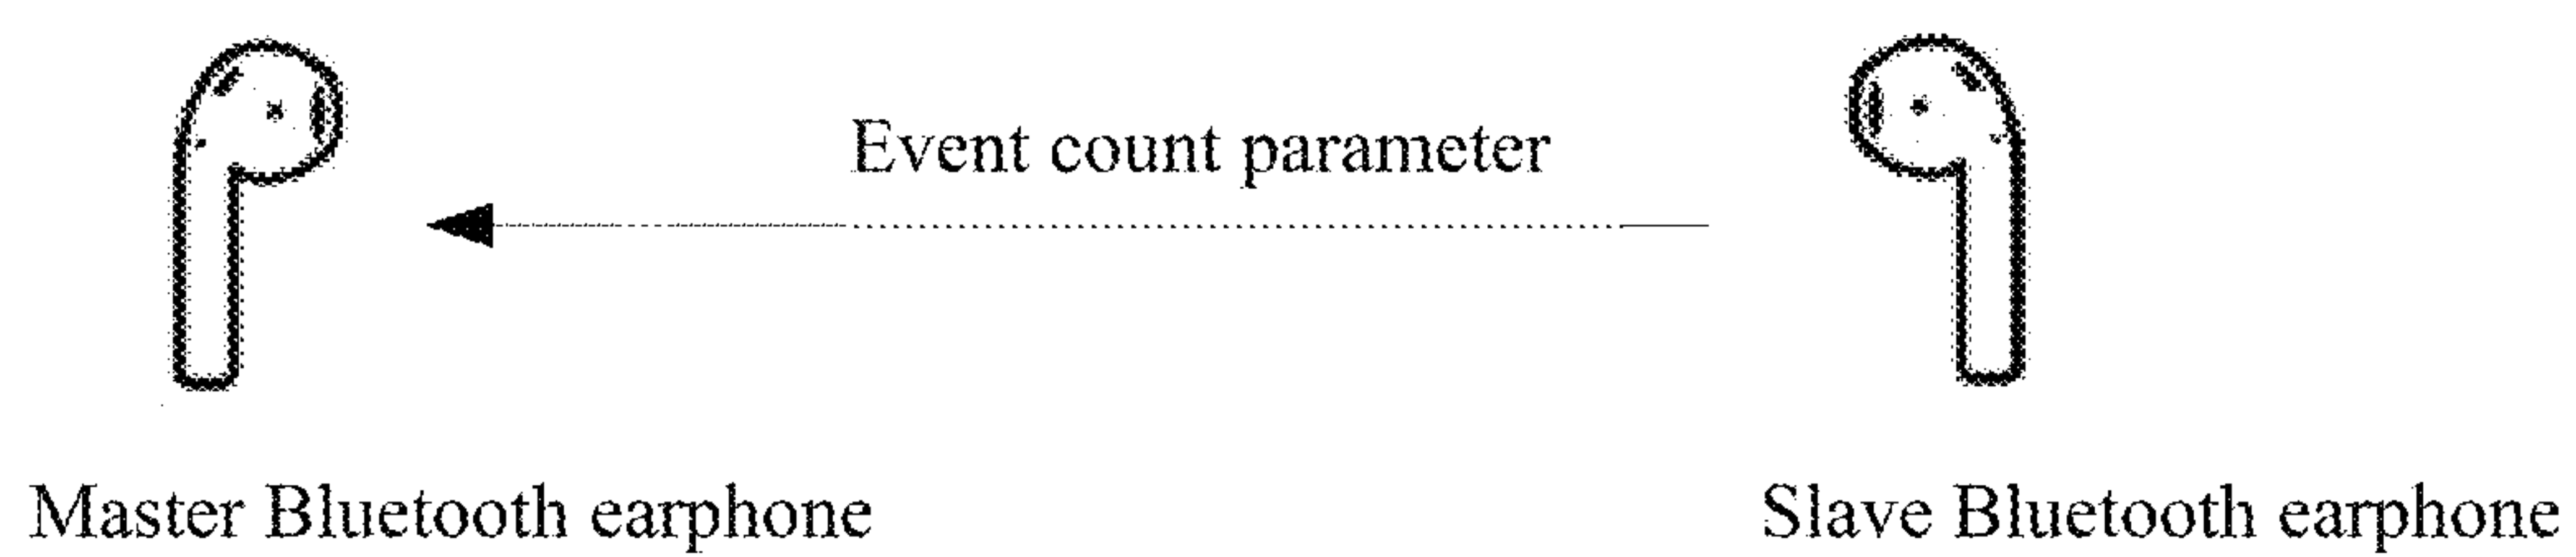 Event count parameter
Master Bluetooth earphone
Slave Bluetooth earphone